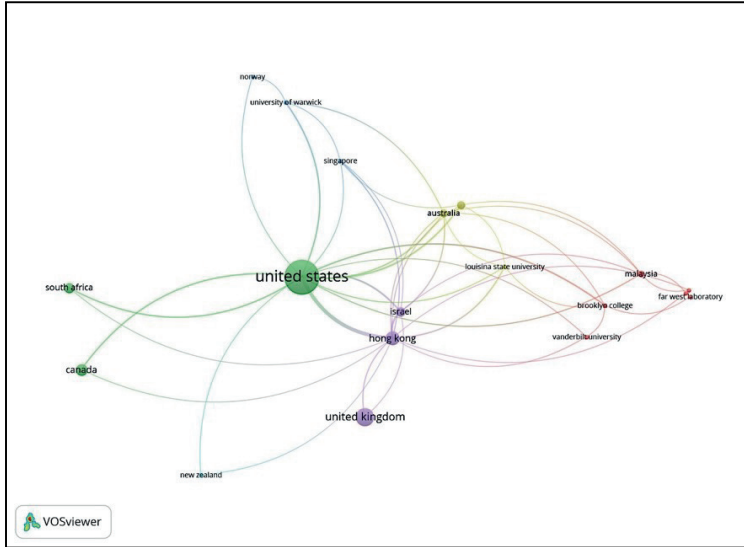 norway
university of warwick
singapore
australia
united states
louisina state university
malaysia
south africa
far west laboratory
israel
brooklyn college
hong kong
vanderbilt university
canada
united kingdom
new zealand
VOSviewer